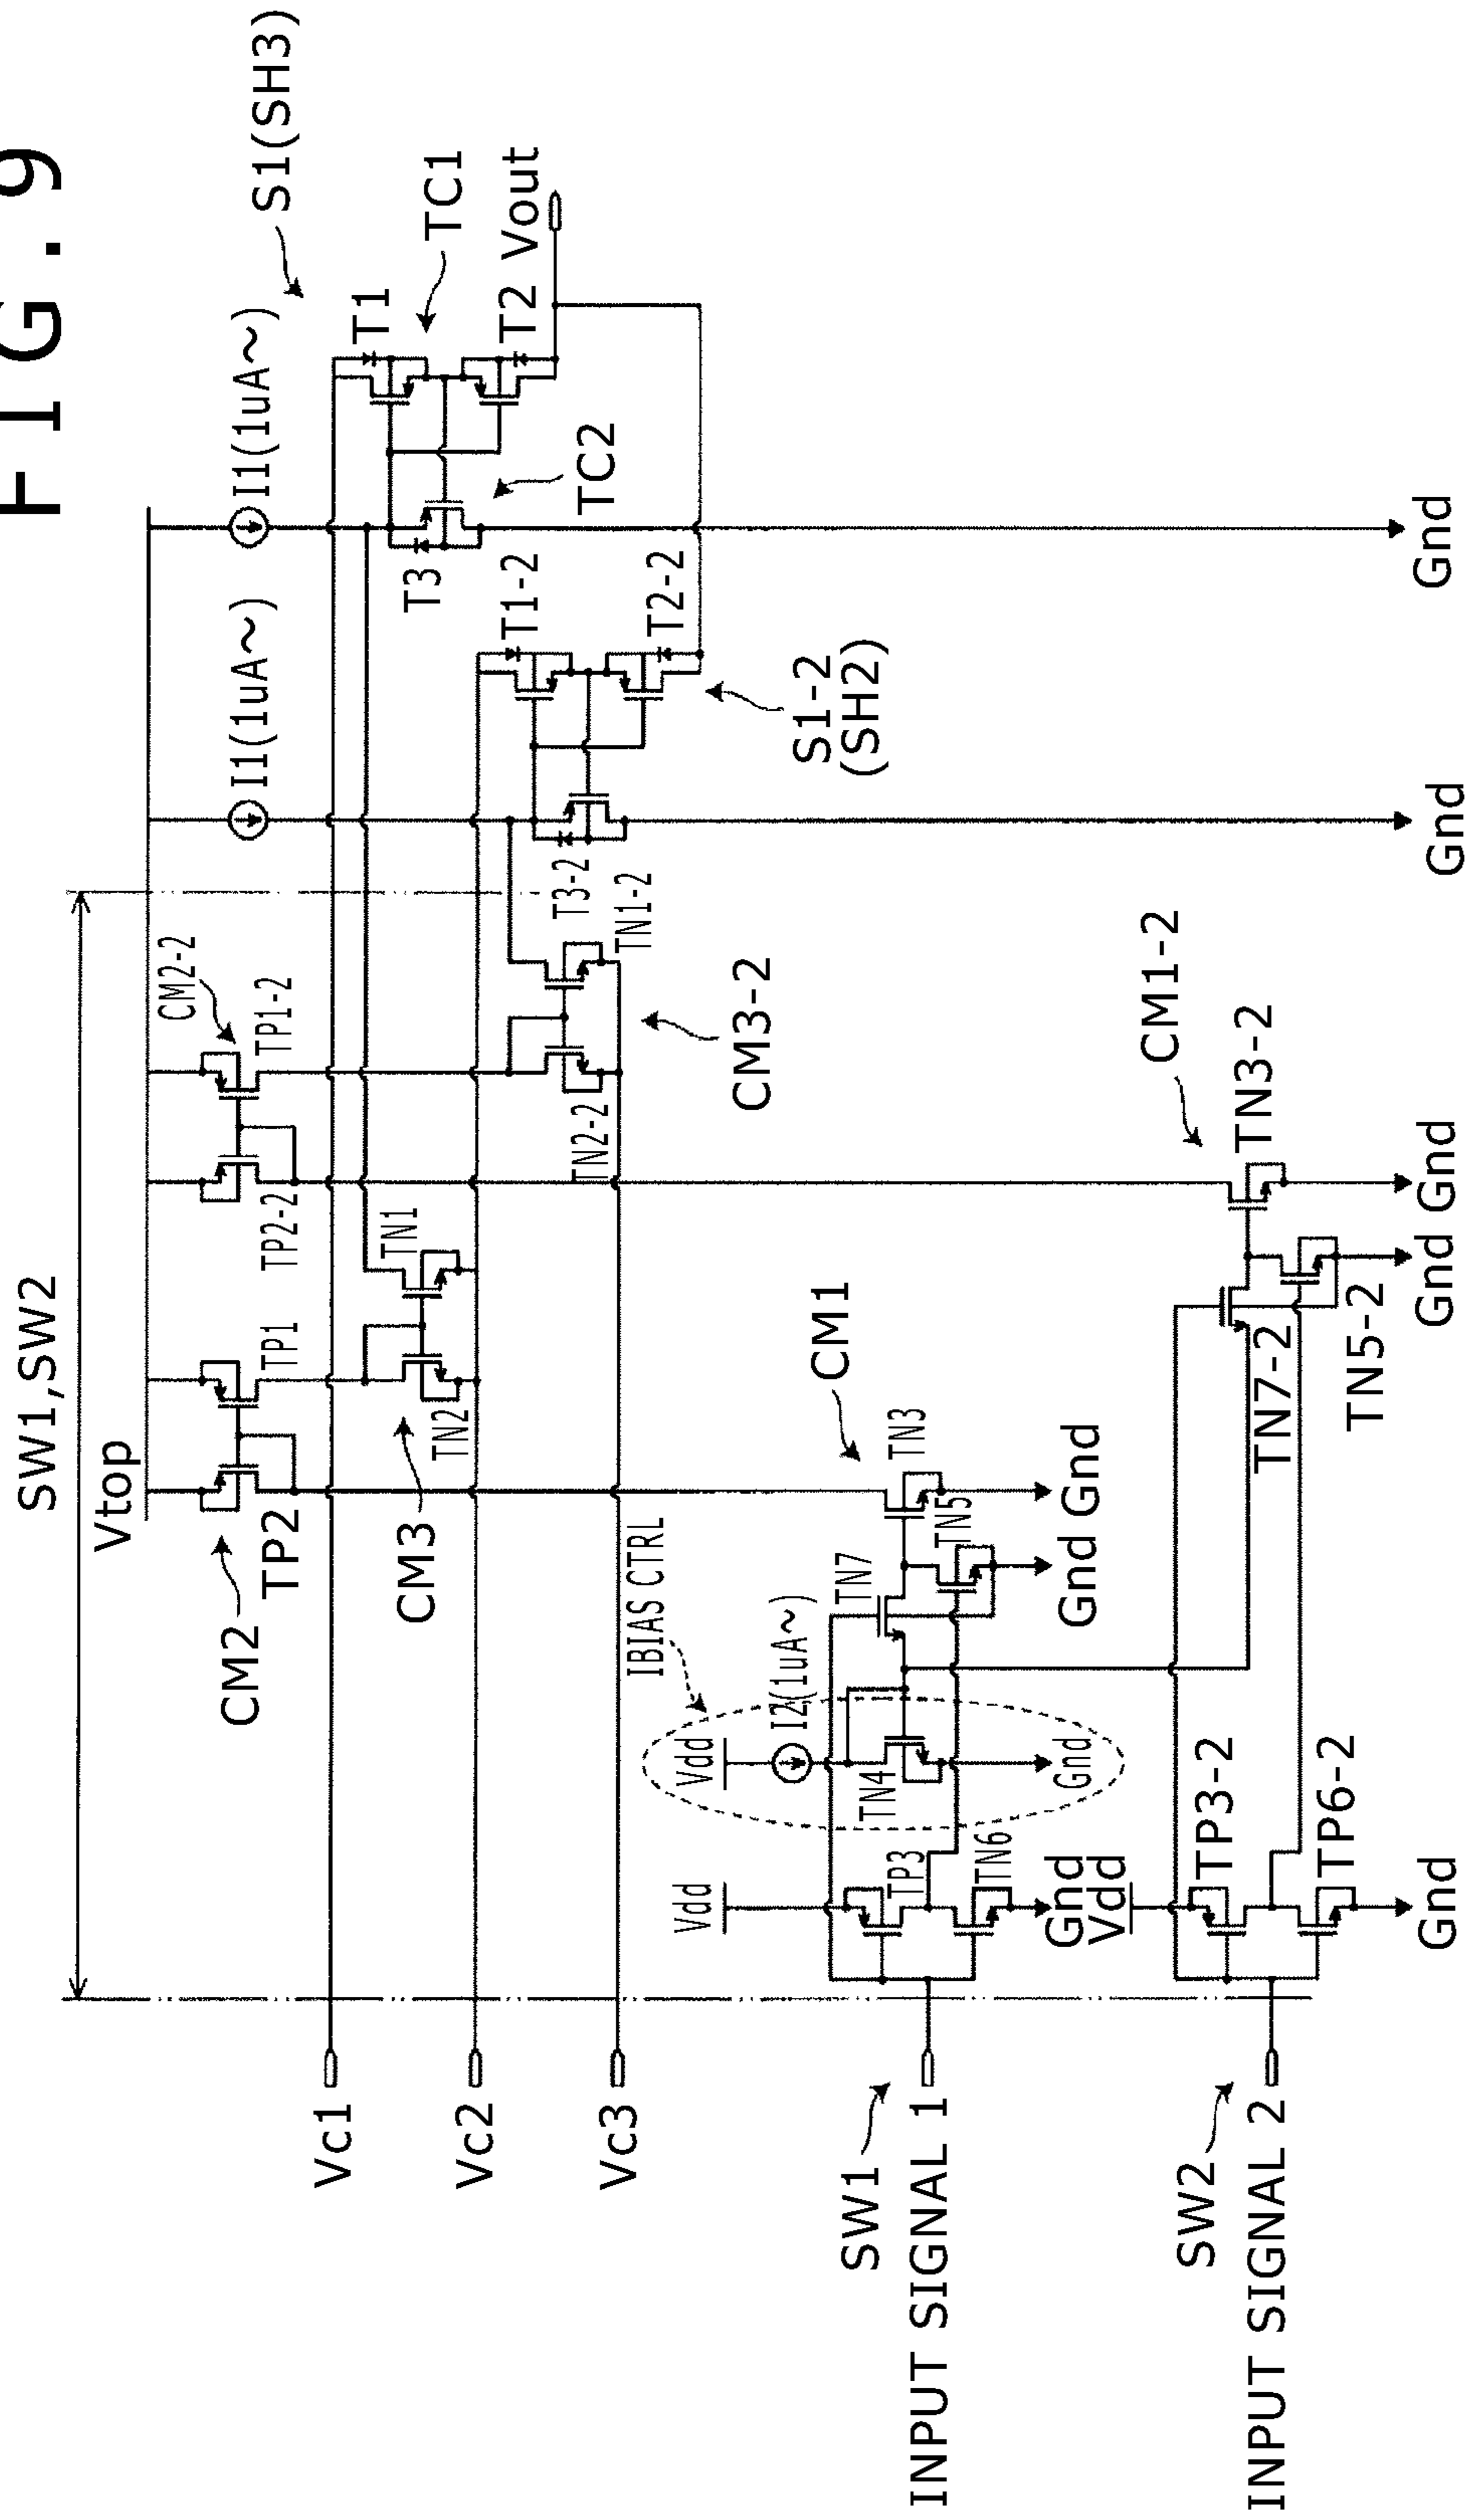 FIG. 9
SW1,SW2
Vtop
S1(SH3)
I1(1uA~)
I1(1uA~)
CM2-2
TP1-2
TP2-2
TP1
CM2
TP2
T1
TC1
T2
Vout
TC2
T3
T1-2
T2-2
S1-2
(SH2)
T3-2
TN1-2
TN2-2
CM3-2
TN1
TN2
CM3
Vc1
Vc2
Vc3
IBIAS CTRL
Vdd
I2(1uA~)
TN4
Gnd
TN7
TN5
TN3
CM1
Gnd
Gnd
Vdd
TP3
TN6
Gnd
SW1
INPUT SIGNAL 1
CM1-2
TN3-2
TN7-2
TN5-2
Gnd
Gnd
Gnd
Gnd
Vdd
TP3-2
TP6-2
Gnd
SW2
INPUT SIGNAL 2